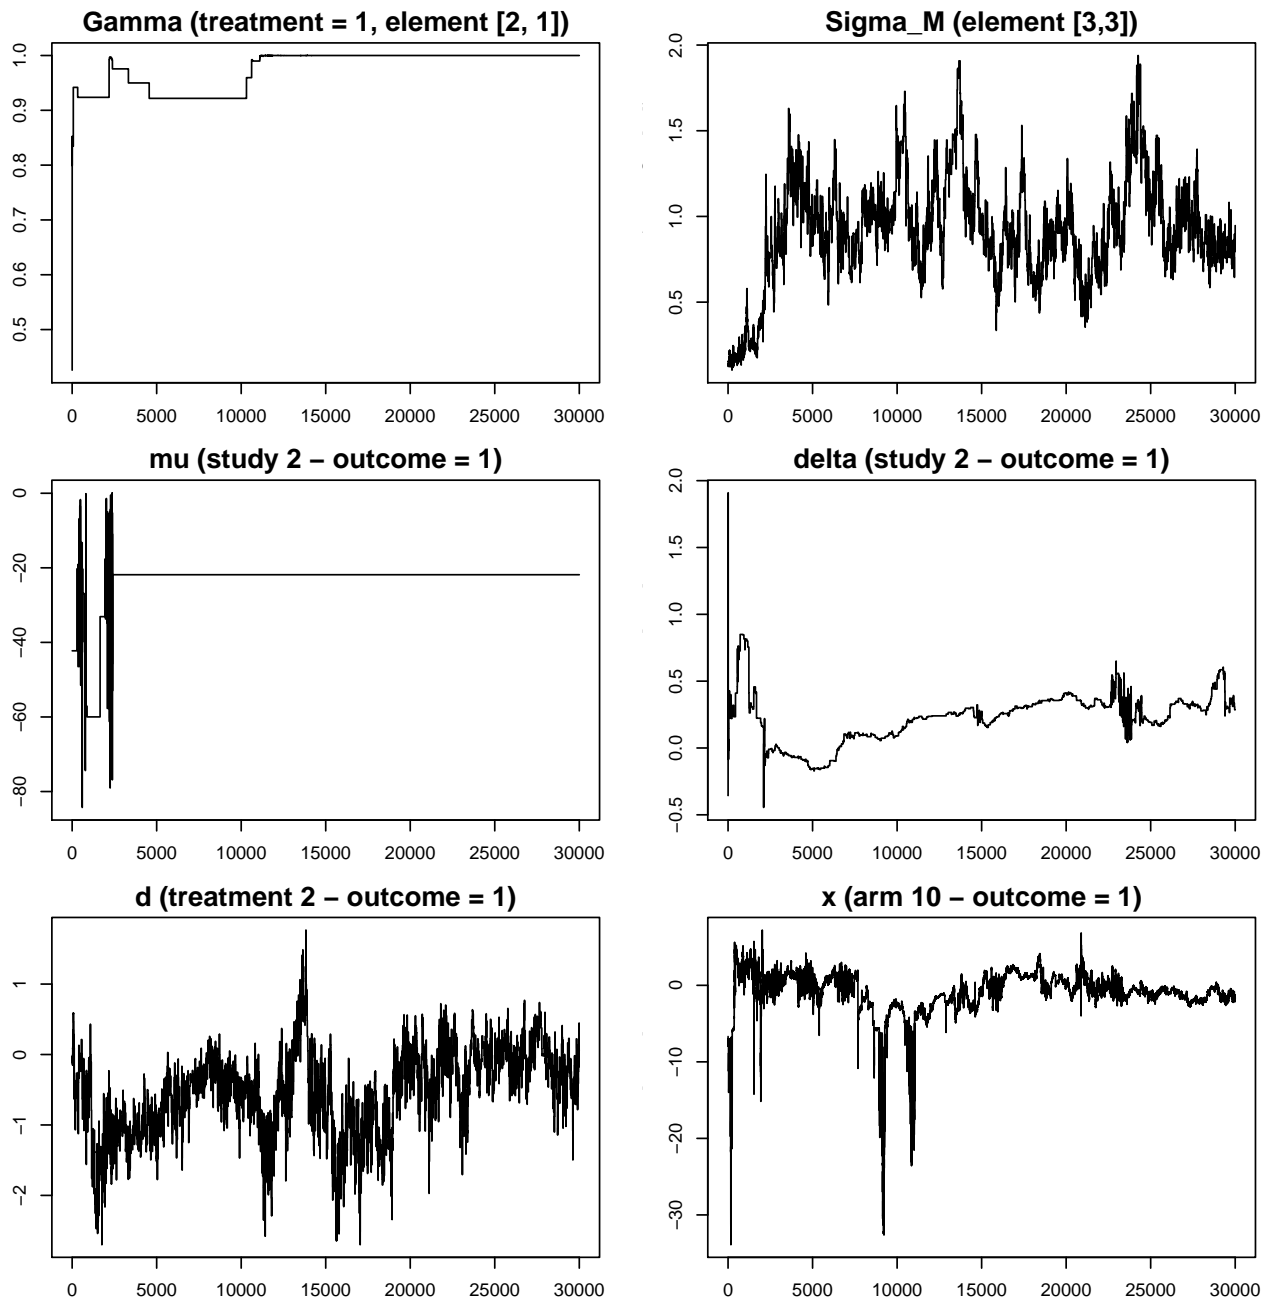 Gamma (treatment = 1, element [2, 1])
1.0
0.9
0.8
0.7
0.6
0.5
0 5000 10000 15000 20000 25000 30000
Sigma_M (element [3,3])
2.0
1.5
1.0
0.5
0 5000 10000 15000 20000 25000 30000
mu (study 2 − outcome = 1)
0
−20
−40
−60
−80
0 5000 10000 15000 20000 25000 30000
delta (study 2 − outcome = 1)
2.0
1.5
1.0
0.5
0.0
−0.5
0 5000 10000 15000 20000 25000 30000
d (treatment 2 − outcome = 1)
1
0
−1
−2
0 5000 10000 15000 20000 25000 30000
x (arm 10 − outcome = 1)
0
−10
−20
−30
0 5000 10000 15000 20000 25000 30000